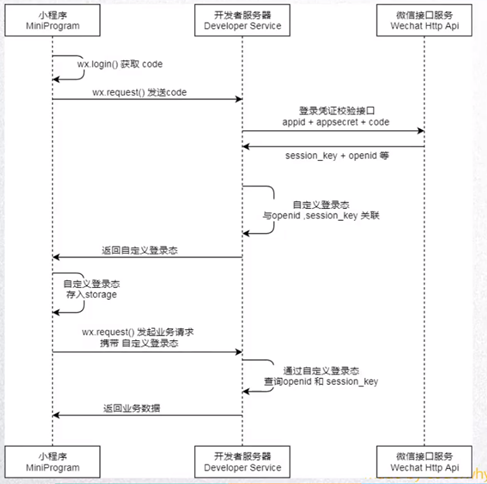 小程序
MiniProgram
开发者服务器
Developer Service
微信接口服务
Wechat Http Api
wx.login() 获取 code
wx.request() 发送code
登录凭证校验接口
appid + appsecret + code
session_key + openid 等
自定义登录态
与openid ,session_key 关联
返回自定义登录态
自定义登录态
存入storage
wx.request() 发起业务请求
携带 自定义登录态
通过自定义登录态
查询openid 和 session_key
返回业务数据
小程序
MiniProgram
开发者服务器
Developer Service
微信接口服务
Wechat Http Api